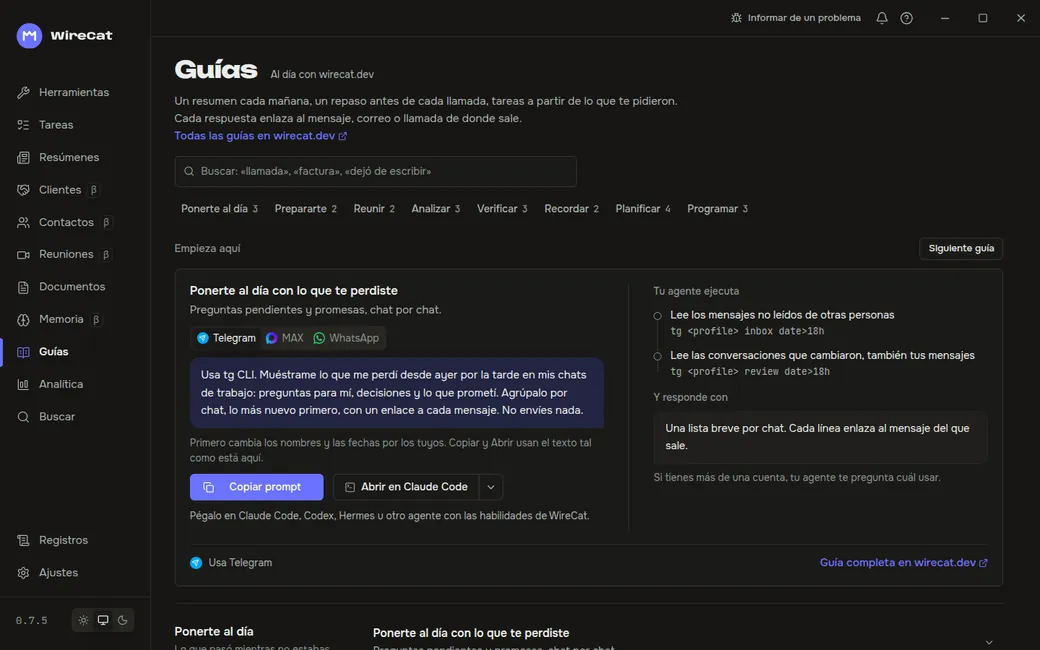 WireCat
Informar de un problema
Herramientas
Tareas
Resúmenes
Clientes β
Contactos β
Reuniones β
Documentos
Memoria β
Guías
Analítica
Buscar
Registros
Ajustes
0.7.5
Guías
Al día con wirecat.dev
Un resumen cada mañana, un repaso antes de cada llamada, tareas a partir de lo que te pidieron.
Cada respuesta enlaza al mensaje, correo o llamada de donde sale.
Todas las guías en wirecat.dev
Buscar: «llamada», «factura», «dejó de escribir»
Ponerte al día 3 Prepararte 2 Reunir 2 Analizar 3 Verificar 3 Recordar 2 Planificar 4 Programar 3
Empieza aquí
Siguiente guía
Ponerte al día con lo que te perdiste
Preguntas pendientes y promesas, chat por chat.
Telegram MAX WhatsApp
Usa tg CLI. Muéstrame lo que me perdí desde ayer por la tarde en mis chats
de trabajo: preguntas para mí, decisiones y lo que prometí. Agrúpalo por
chat, lo más nuevo primero, con un enlace a cada mensaje. No envíes nada.
Primero cambia los nombres y las fechas por los tuyos. Copiar y Abrir usan el texto tal
como está aquí.
Copiar prompt
Abrir en Claude Code
Pégalo en Claude Code, Codex, Hermes u otro agente con las habilidades de WireCat.
Tu agente ejecuta
Lee los mensajes no leídos de otras personas
tg <profile> inbox date>18h
Lee las conversaciones que cambiaron, también tus mensajes
tg <profile> review date>18h
Y responde con
Una lista breve por chat. Cada línea enlaza al mensaje del que
sale.
Si tienes más de una cuenta, tu agente te pregunta cuál usar.
Usa Telegram
Guía completa en wirecat.dev
Ponerte al día
Lo que pasó mientras no estabas
Ponerte al día con lo que te perdiste
Preguntas pendientes y promesas, chat por chat.